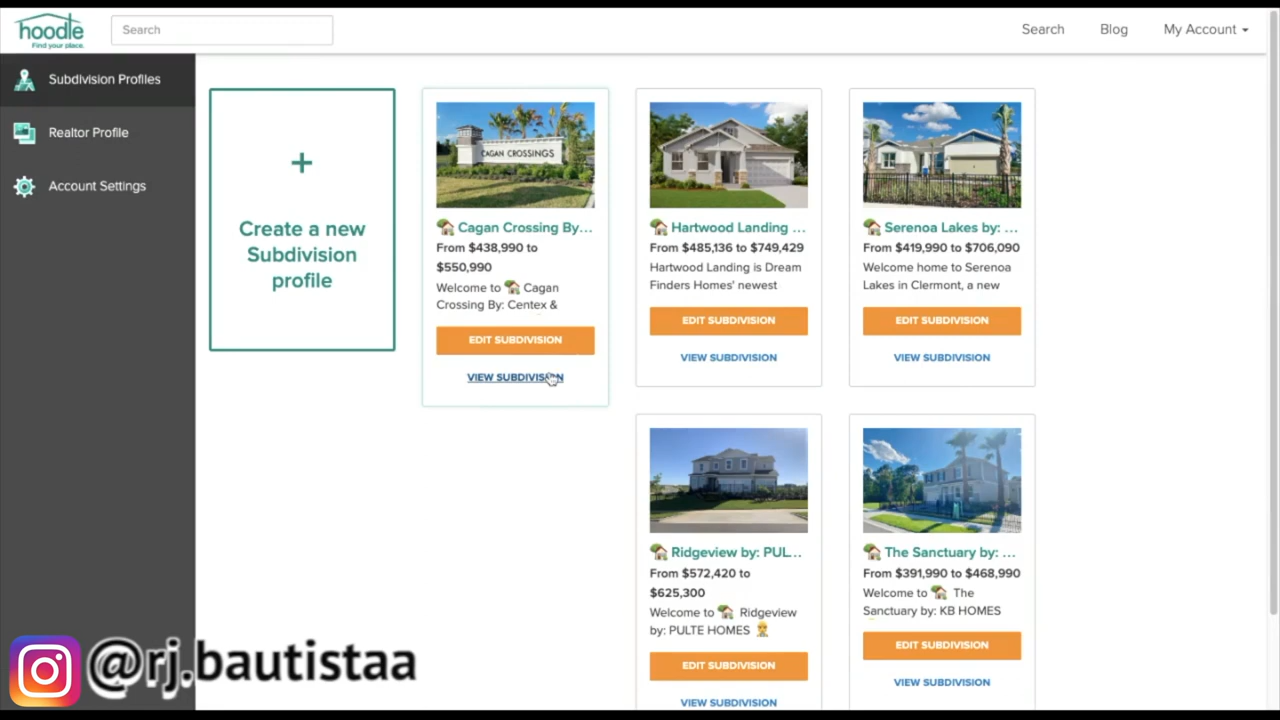 hoodle
Find your place.
Search
Search
Blog
My Account
Subdivision Profiles
Realtor Profile
Account Settings
+
Create a new
Subdivision
profile
CAGAN CROSSINGS
🏡 Cagan Crossing By...
From $438,990 to
$550,990
Welcome to 🏡 Cagan
Crossing By: Centex &
EDIT SUBDIVISION
VIEW SUBDIVISION
🏡 Hartwood Landing ...
From $485,136 to $749,429
Hartwood Landing is Dream
Finders Homes' newest
EDIT SUBDIVISION
VIEW SUBDIVISION
🏡 Serenoa Lakes by: ...
From $419,990 to $706,090
Welcome home to Serenoa
Lakes in Clermont, a new
EDIT SUBDIVISION
VIEW SUBDIVISION
🏡 Ridgeview by: PUL...
From $572,420 to
$625,300
Welcome to 🏡 Ridgeview
by: PULTE HOMES 👷
EDIT SUBDIVISION
VIEW SUBDIVISION
🏡 The Sanctuary by: ...
From $391,990 to $468,990
Welcome to 🏡 The
Sanctuary by: KB HOMES
EDIT SUBDIVISION
VIEW SUBDIVISION
@rj.bautistaa